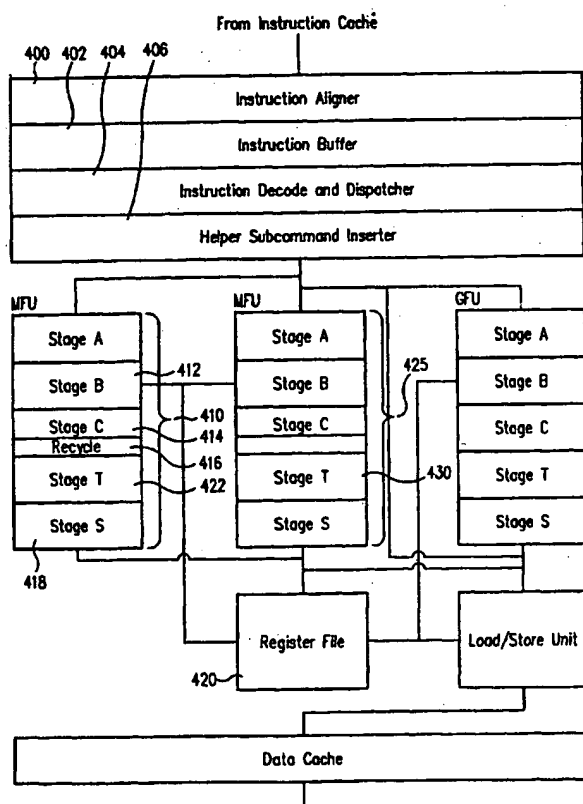 From Instruction Cache
400
402
404
406
Instruction Aligner
Instruction Buffer
Instruction Decode and Dispatcher
Helper Subcommand Inserter
MFU
Stage A
Stage B
Stage C
Recycle
Stage T
Stage S
412
410
414
416
422
418
MFU
Stage A
Stage B
Stage C
Stage T
Stage S
425
430
GFU
Stage A
Stage B
Stage C
Stage T
Stage S
Register File
420
Load/Store Unit
Data Cache